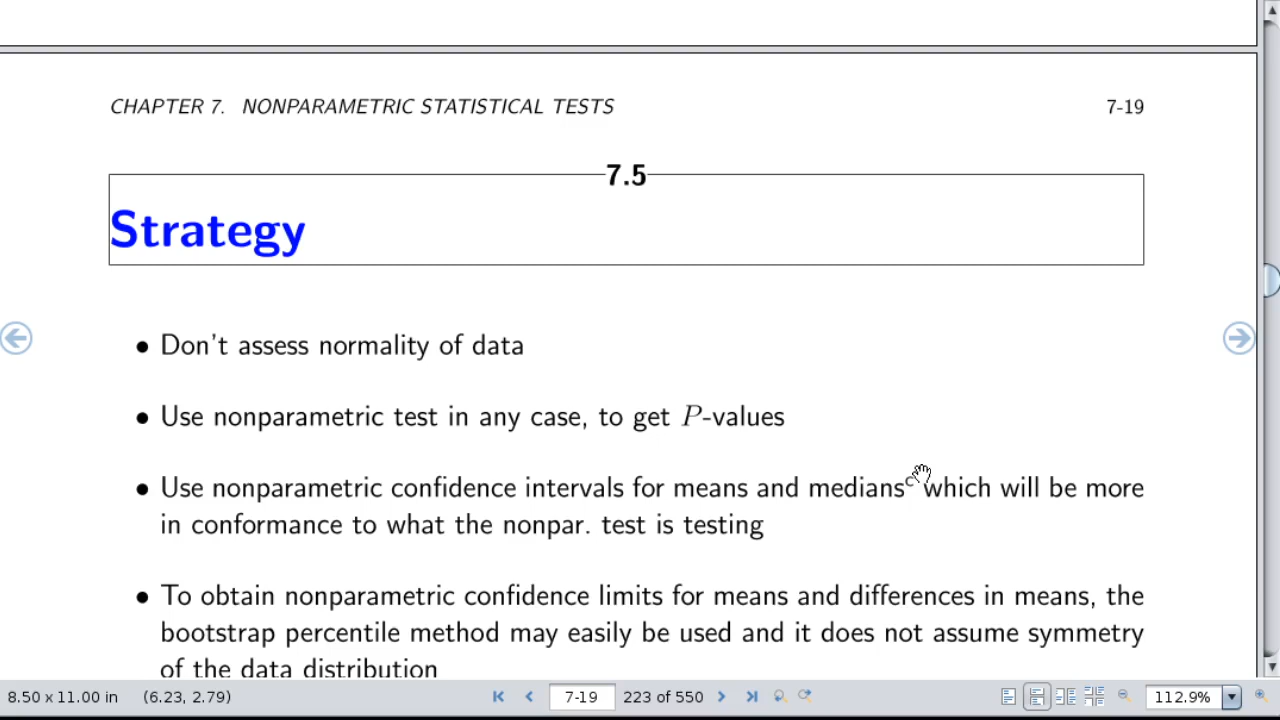 CHAPTER 7. NONPARAMETRIC STATISTICAL TESTS 7-19
7.5
Strategy
• Don't assess normality of data
• Use nonparametric test in any case, to get P-values
• Use nonparametric confidence intervals for means and medians^c which will be more
in conformance to what the nonpar. test is testing
• To obtain nonparametric confidence limits for means and differences in means, the
bootstrap percentile method may easily be used and it does not assume symmetry
of the data distribution
8.50 x 11.00 in (6.23, 2.79) 7-19 223 of 550 112.9%